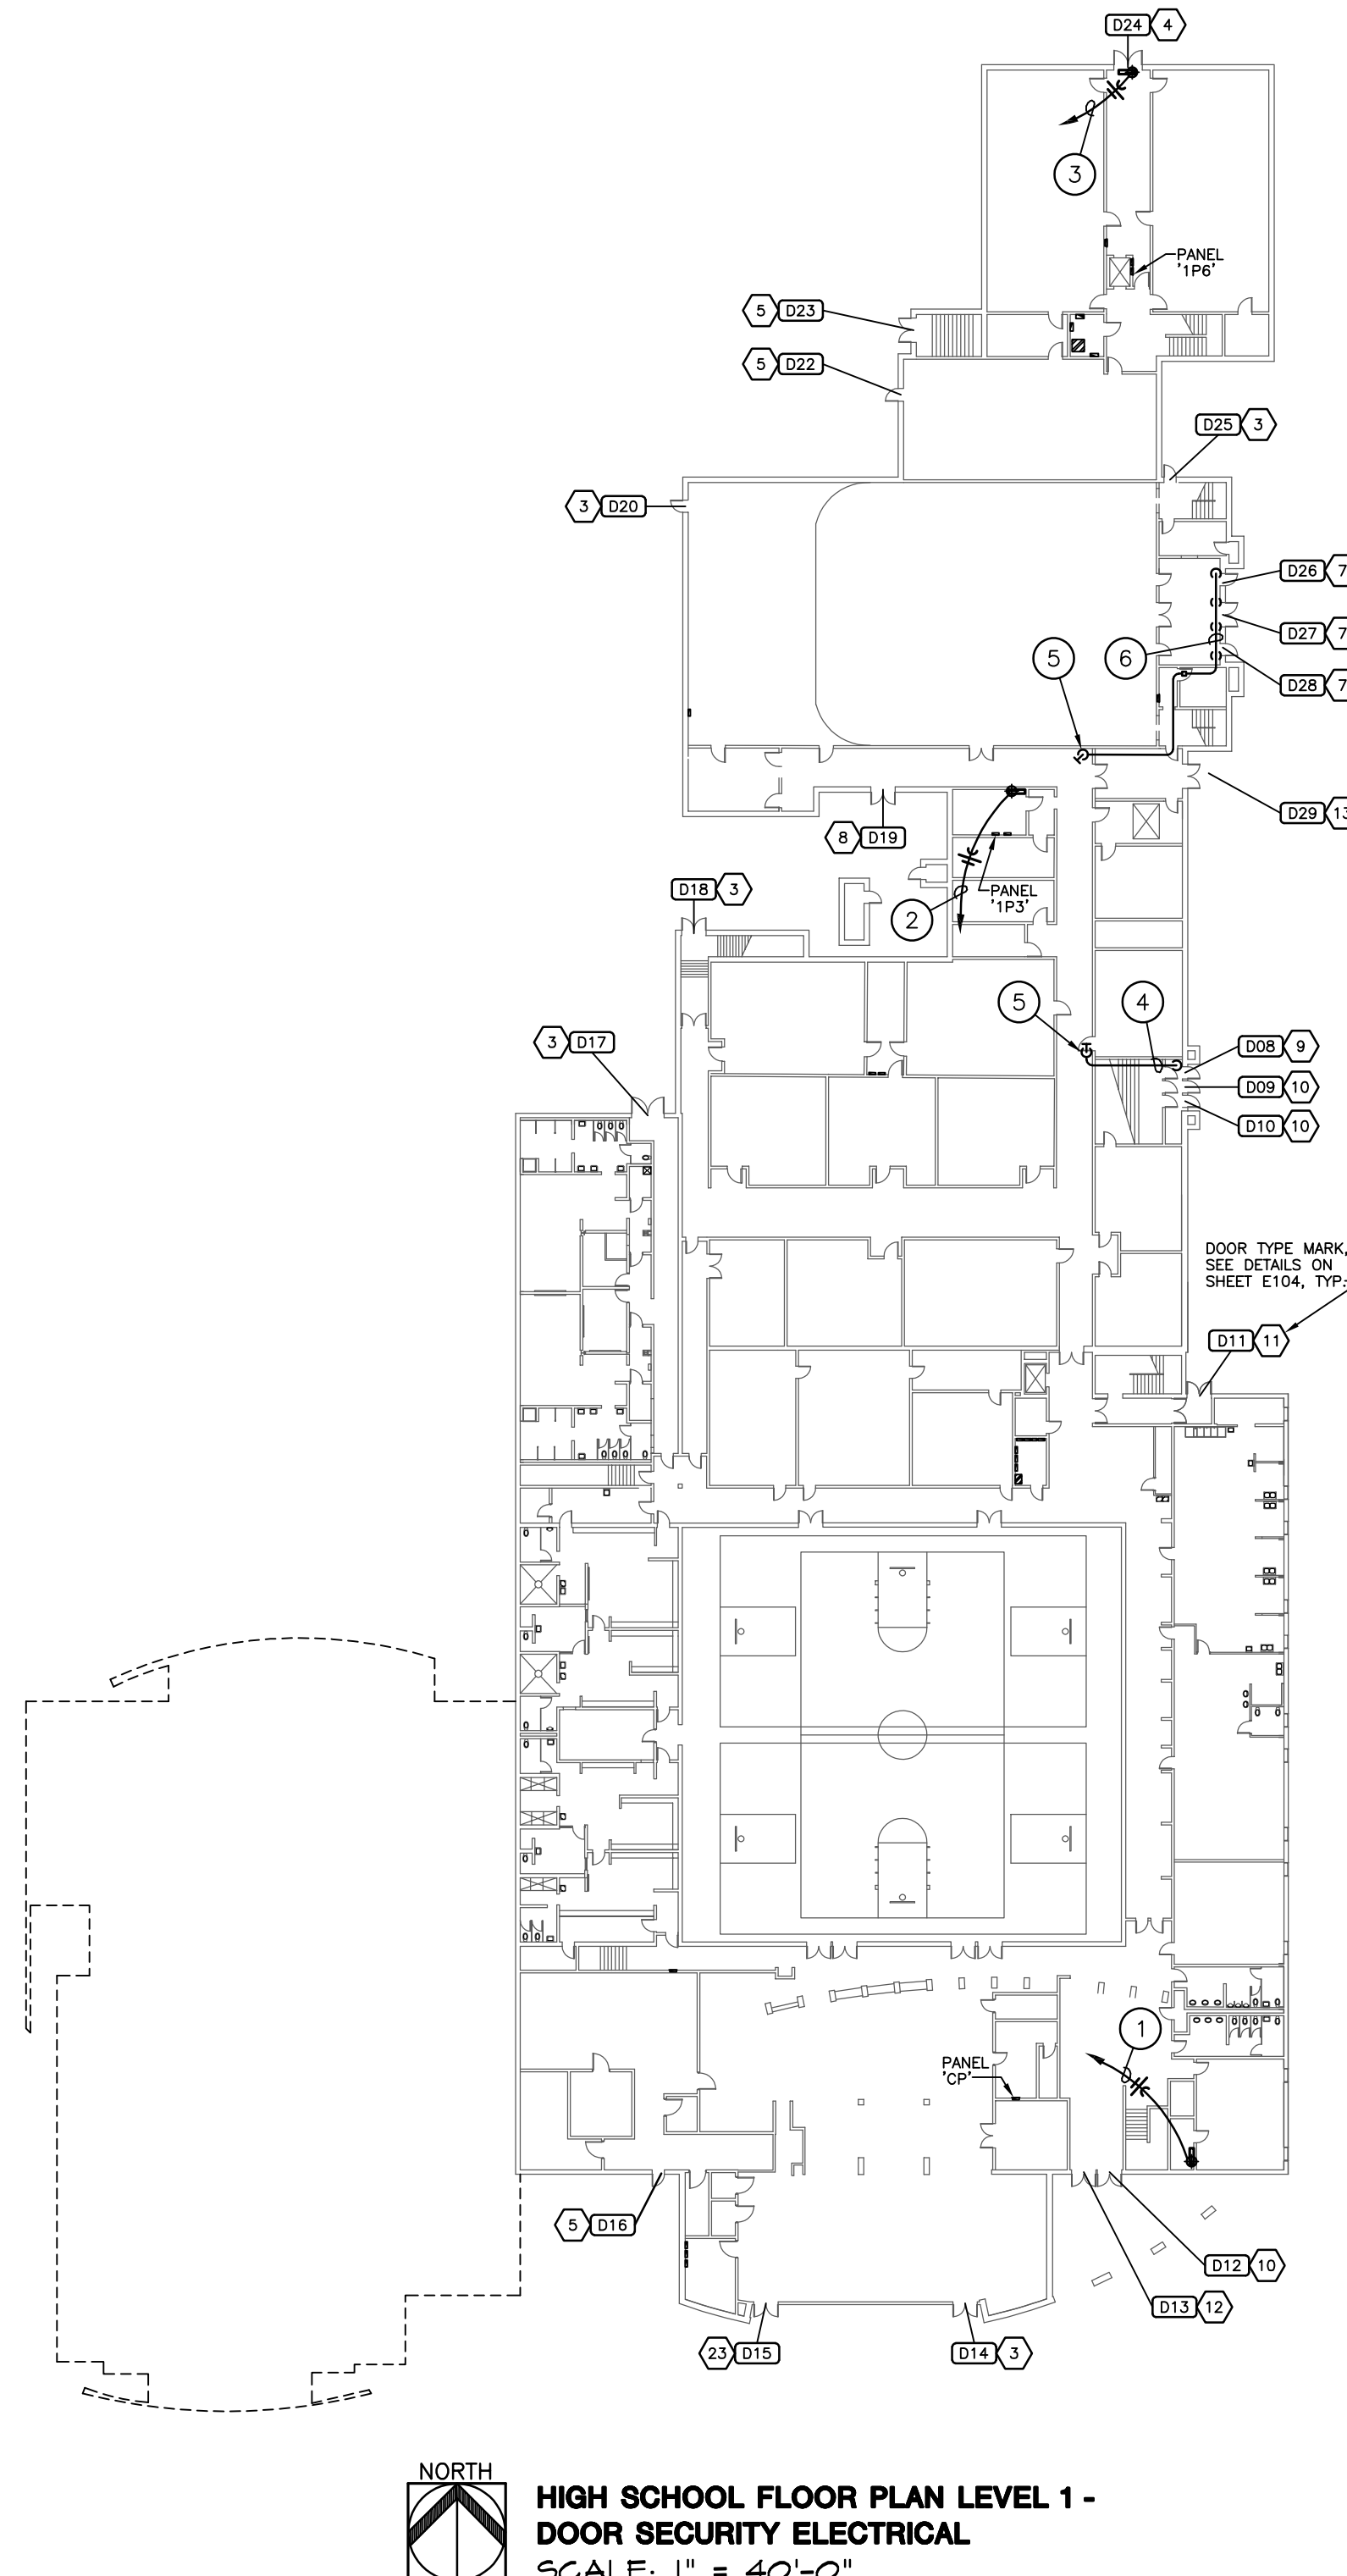 D24 4
3
PANEL
'1P6'
5 D23
5 D22
D25 3
3 D20
D26 7
D27 7
D28 7
5
6
D29 13
8 D19
PANEL
'1P3'
2
D18 3
5
4
3 D17
D08 9
D09 10
D10 10
DOOR TYPE MARK,
SEE DETAILS ON
SHEET E104, TYP.
D11 11
1
PANEL
'CP'
5 D16
D12 10
D13 12
23 D15
D14 3
NORTH
HIGH SCHOOL FLOOR PLAN LEVEL 1 -
DOOR SECURITY ELECTRICAL
SCALE: 1" = 40'-0"